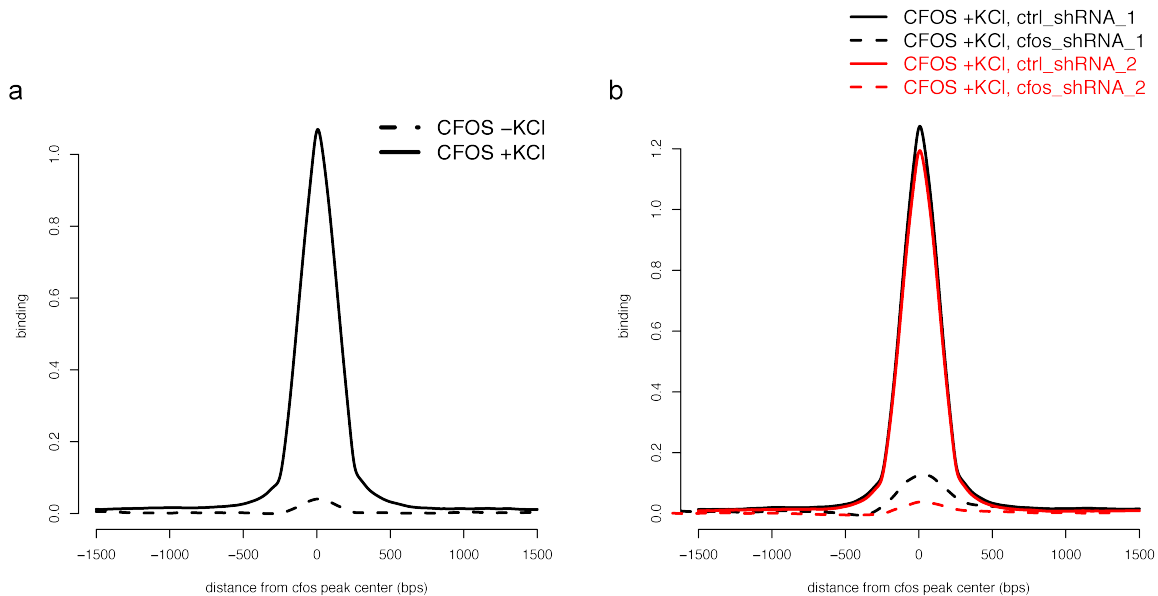 a
CFOS −KCl
CFOS +KCl
binding
0.0
0.2
0.4
0.6
0.8
1.0
−1500
−1000
−500
0
500
1000
1500
distance from cfos peak center (bps)
b
CFOS +KCl, ctrl_shRNA_1
CFOS +KCl, cfos_shRNA_1
CFOS +KCl, ctrl_shRNA_2
CFOS +KCl, cfos_shRNA_2
binding
0.0
0.2
0.4
0.6
0.8
1.0
1.2
−1500
−1000
−500
0
500
1000
1500
distance from cfos peak center (bps)